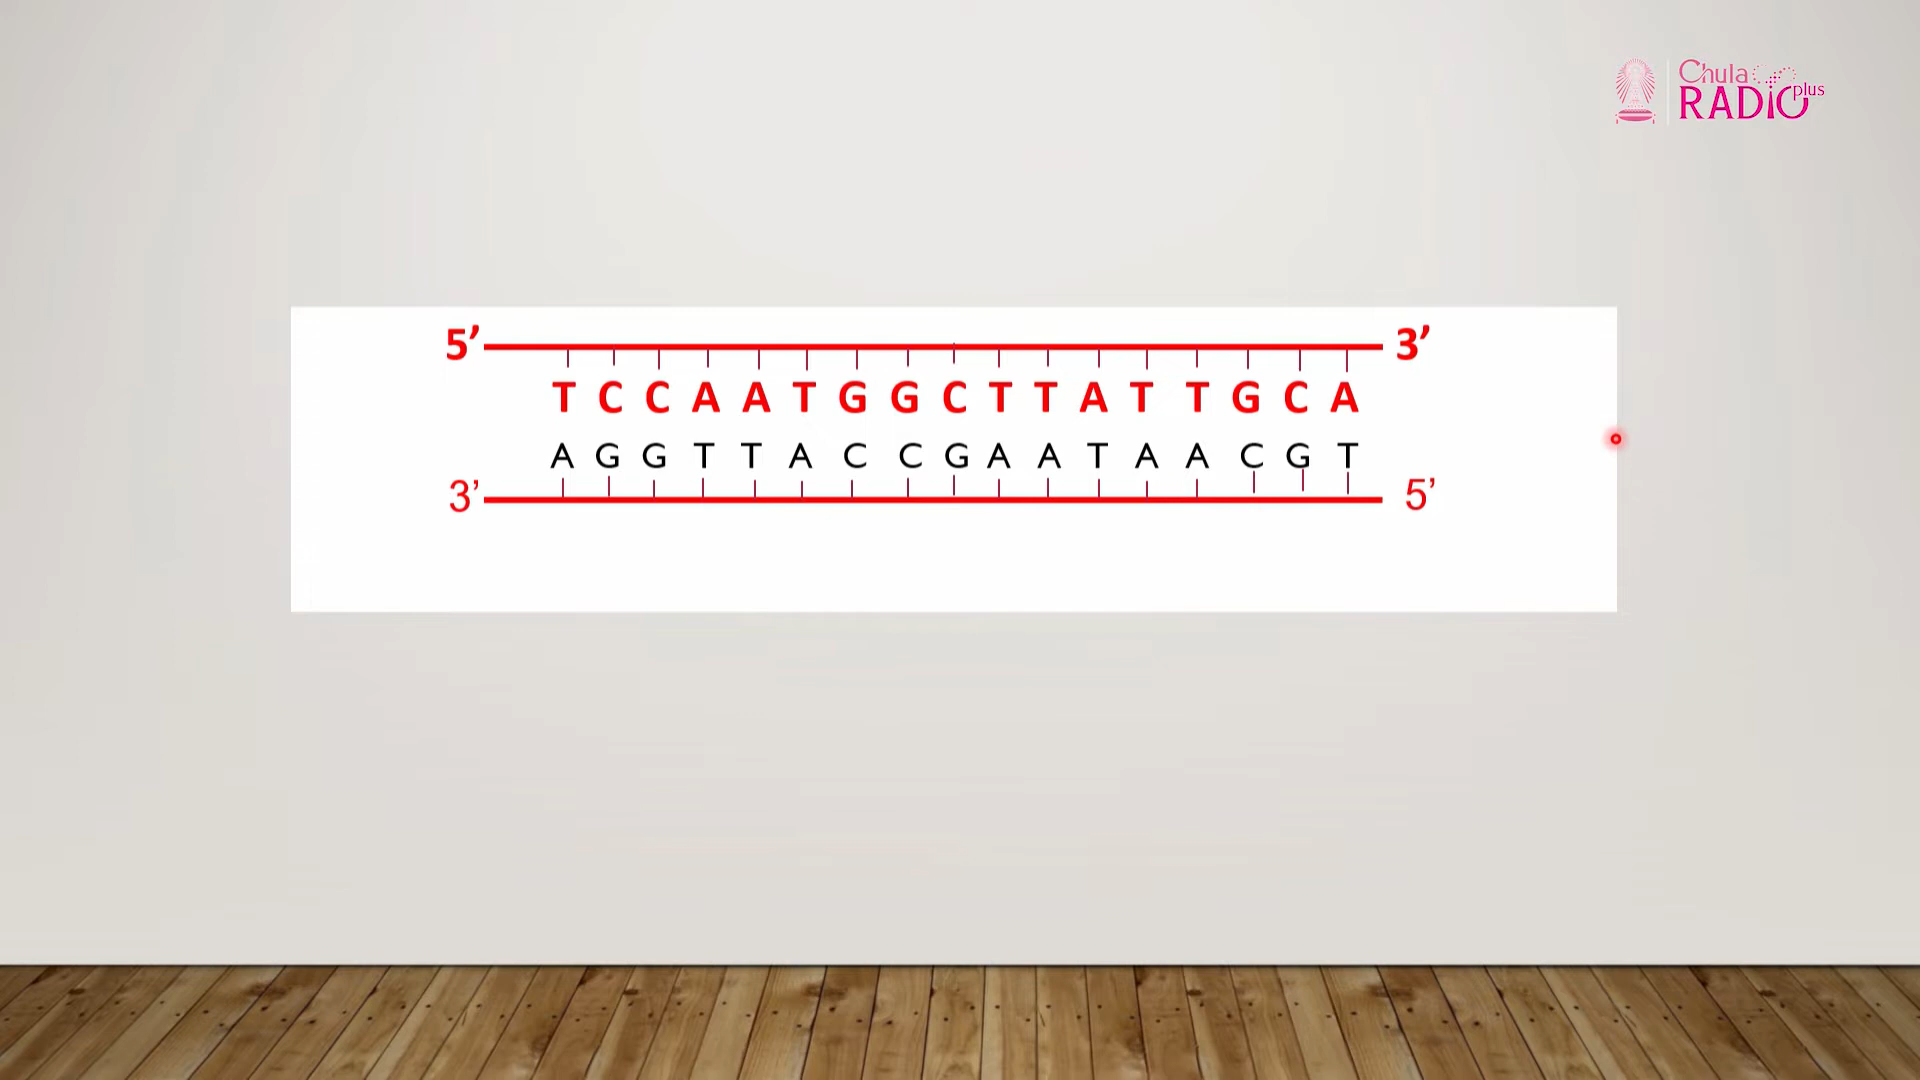 Chula
RADIO plus
5’ 3’
T C C A A T G G C T T A T T G C A
A G G T T A C C G A A T A A C G T
3’ 5’